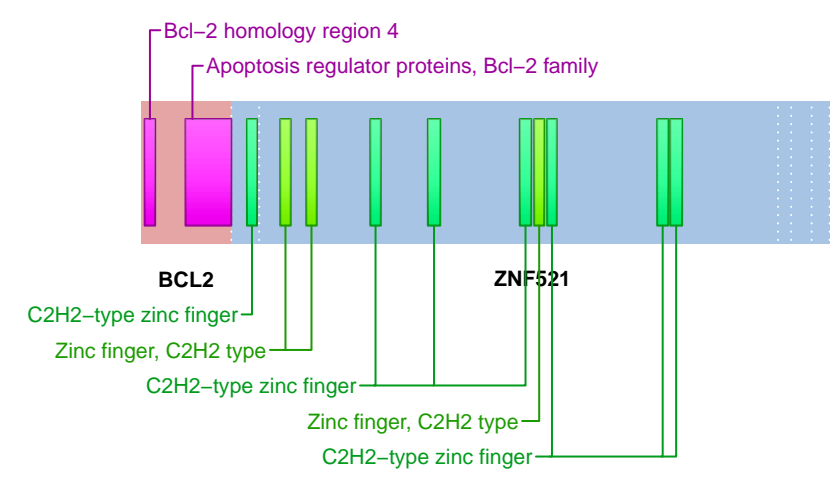 Bcl−2 homology region 4
Apoptosis regulator proteins, Bcl−2 family
BCL2
ZNF521
C2H2−type zinc finger
Zinc finger, C2H2 type
C2H2−type zinc finger
Zinc finger, C2H2 type
C2H2−type zinc finger